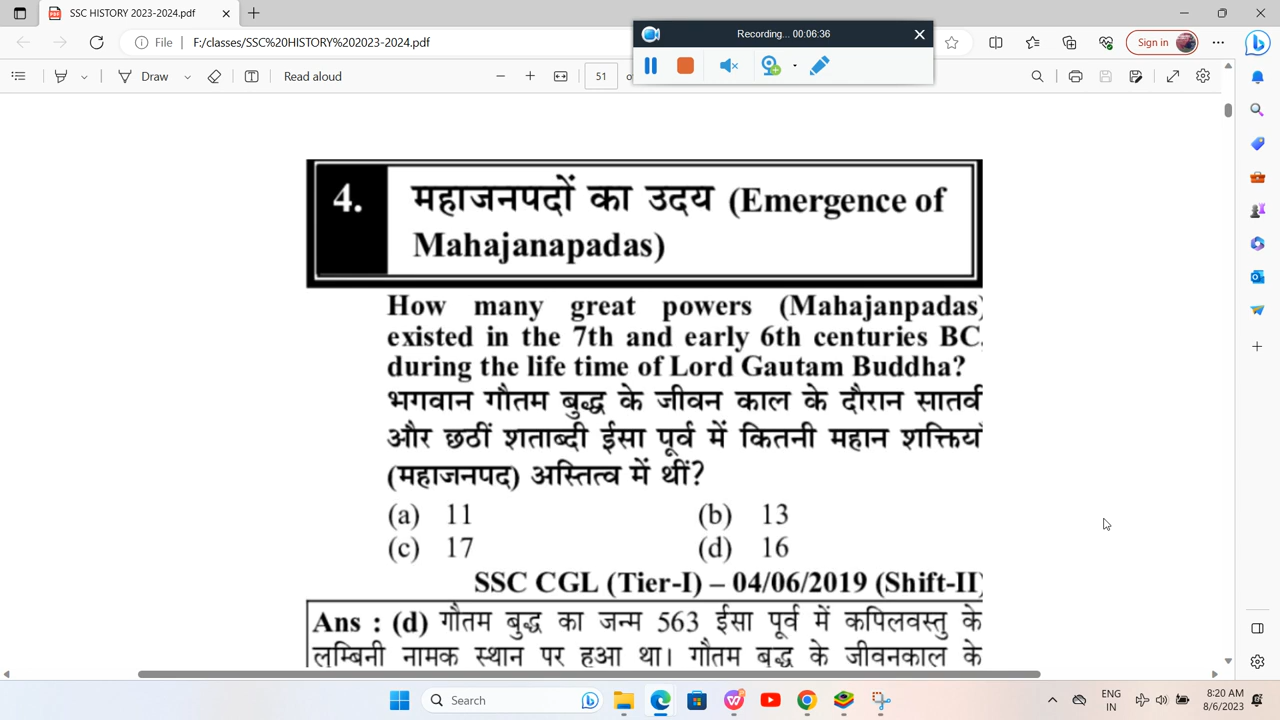 SSC HISTORY 2023-2024.pdf
File F:/classes/SSC%20HISTORY%202023-2024.pdf
Recording... 00:06:36
Sign in
Draw
Read aloud
51
4. महाजनपदों का उदय (Emergence of
Mahajanapadas)
How many great powers (Mahajanpadas)
existed in the 7th and early 6th centuries BC,
during the life time of Lord Gautam Buddha?
भगवान गौतम बुद्ध के जीवन काल के दौरान सातवीं
और छठीं शताब्दी ईसा पूर्व में कितनी महान शक्तियाँ
(महाजनपद) अस्तित्व में थीं?
(a) 11 (b) 13
(c) 17 (d) 16
SSC CGL (Tier-I) – 04/06/2019 (Shift-II)
Ans : (d) गौतम बुद्ध का जन्म 563 ईसा पूर्व में कपिलवस्तु के
लुम्बिनी नामक स्थान पर हुआ था। गौतम बुद्ध के जीवनकाल के
Search
ENG
IN
8:20 AM
8/6/2023